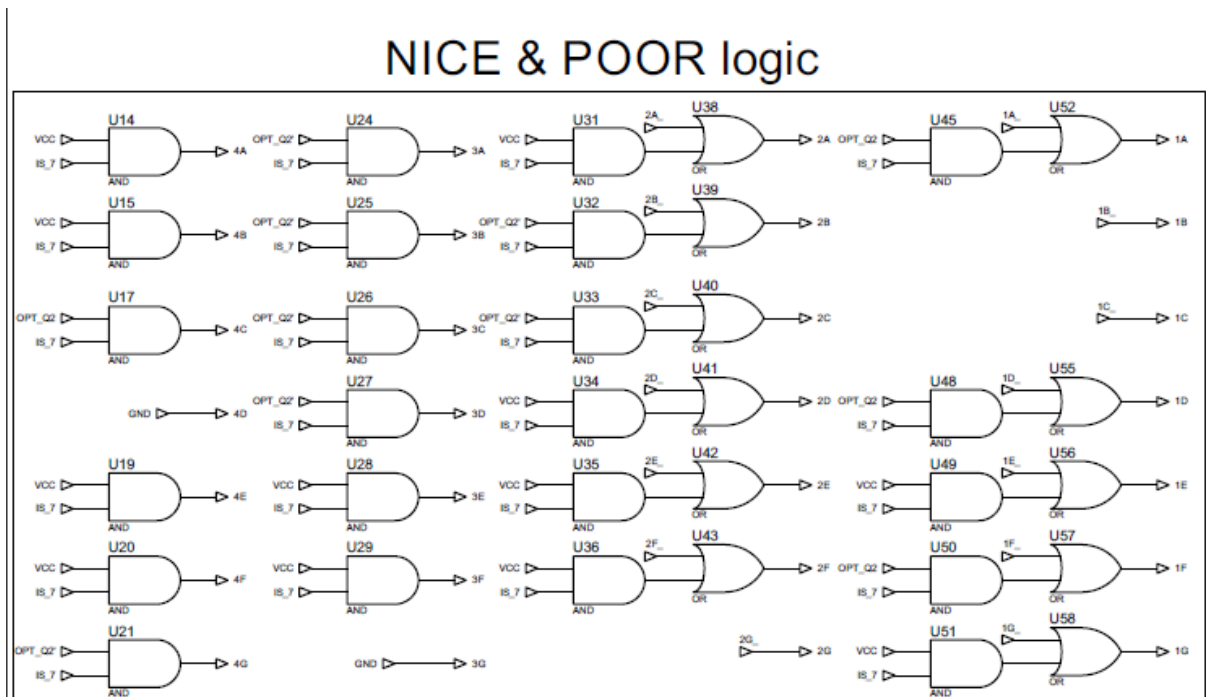 NICE & POOR logic
U14 U24 U31 2A_ U38 U45 1A_ U52
VCC OPT_Q2' VCC OPT_Q2
4A 3A 2A 1A
IS_7 IS_7 IS_7 IS_7
AND AND AND OR AND OR
U15 U25 U32 2B_ U39
VCC OPT_Q2' OPT_Q2' 1B_
4B 3B 2B 1B
IS_7 IS_7 IS_7
AND AND AND OR
U17 U26 U33 2C_ U40
OPT_Q2 OPT_Q2' OPT_Q2' 1C_
4C 3C 2C 1C
IS_7 IS_7 IS_7
AND AND AND OR
U27 U34 2D_ U41 U48 1D_ U55
OPT_Q2' VCC OPT_Q2
GND 4D 3D 2D 1D
IS_7 IS_7 IS_7
AND AND OR AND OR
U19 U28 U35 2E_ U42 U49 1E_ U56
VCC VCC VCC VCC
4E 3E 2E 1E
IS_7 IS_7 IS_7 IS_7
AND AND AND OR AND OR
U20 U29 U36 2F_ U43 U50 1F_ U57
VCC VCC VCC OPT_Q2
4F 3F 2F 1F
IS_7 IS_7 IS_7 IS_7
AND AND AND OR AND OR
U21 2G_ U51 1G_ U58
OPT_Q2' VCC
4G GND 3G 2G 1G
IS_7 IS_7
AND AND OR